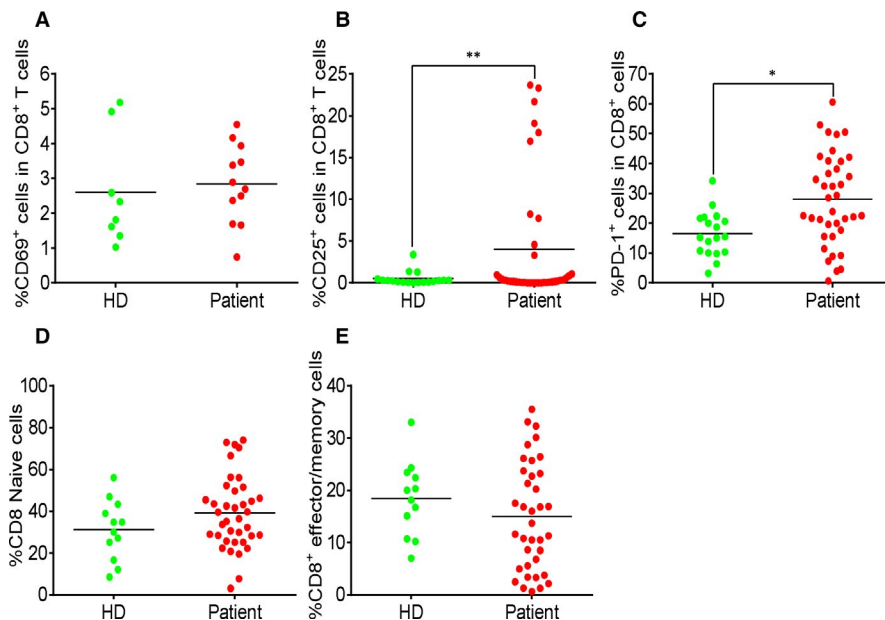 A
%CD69⁺ cells in CD8⁺ T cells
6
5
4
3
2
1
0
HD
Patient
B
**
%CD25⁺ cells in CD8⁺ T cells
25
20
15
10
5
0
HD
Patient
C
*
%PD-1⁺ cells in CD8⁺ cells
70
60
50
40
30
20
10
0
HD
Patient
D
%CD8 Naive cells
100
80
60
40
20
0
HD
Patient
E
%CD8⁺ effector/memory cells
40
30
20
10
0
HD
Patient